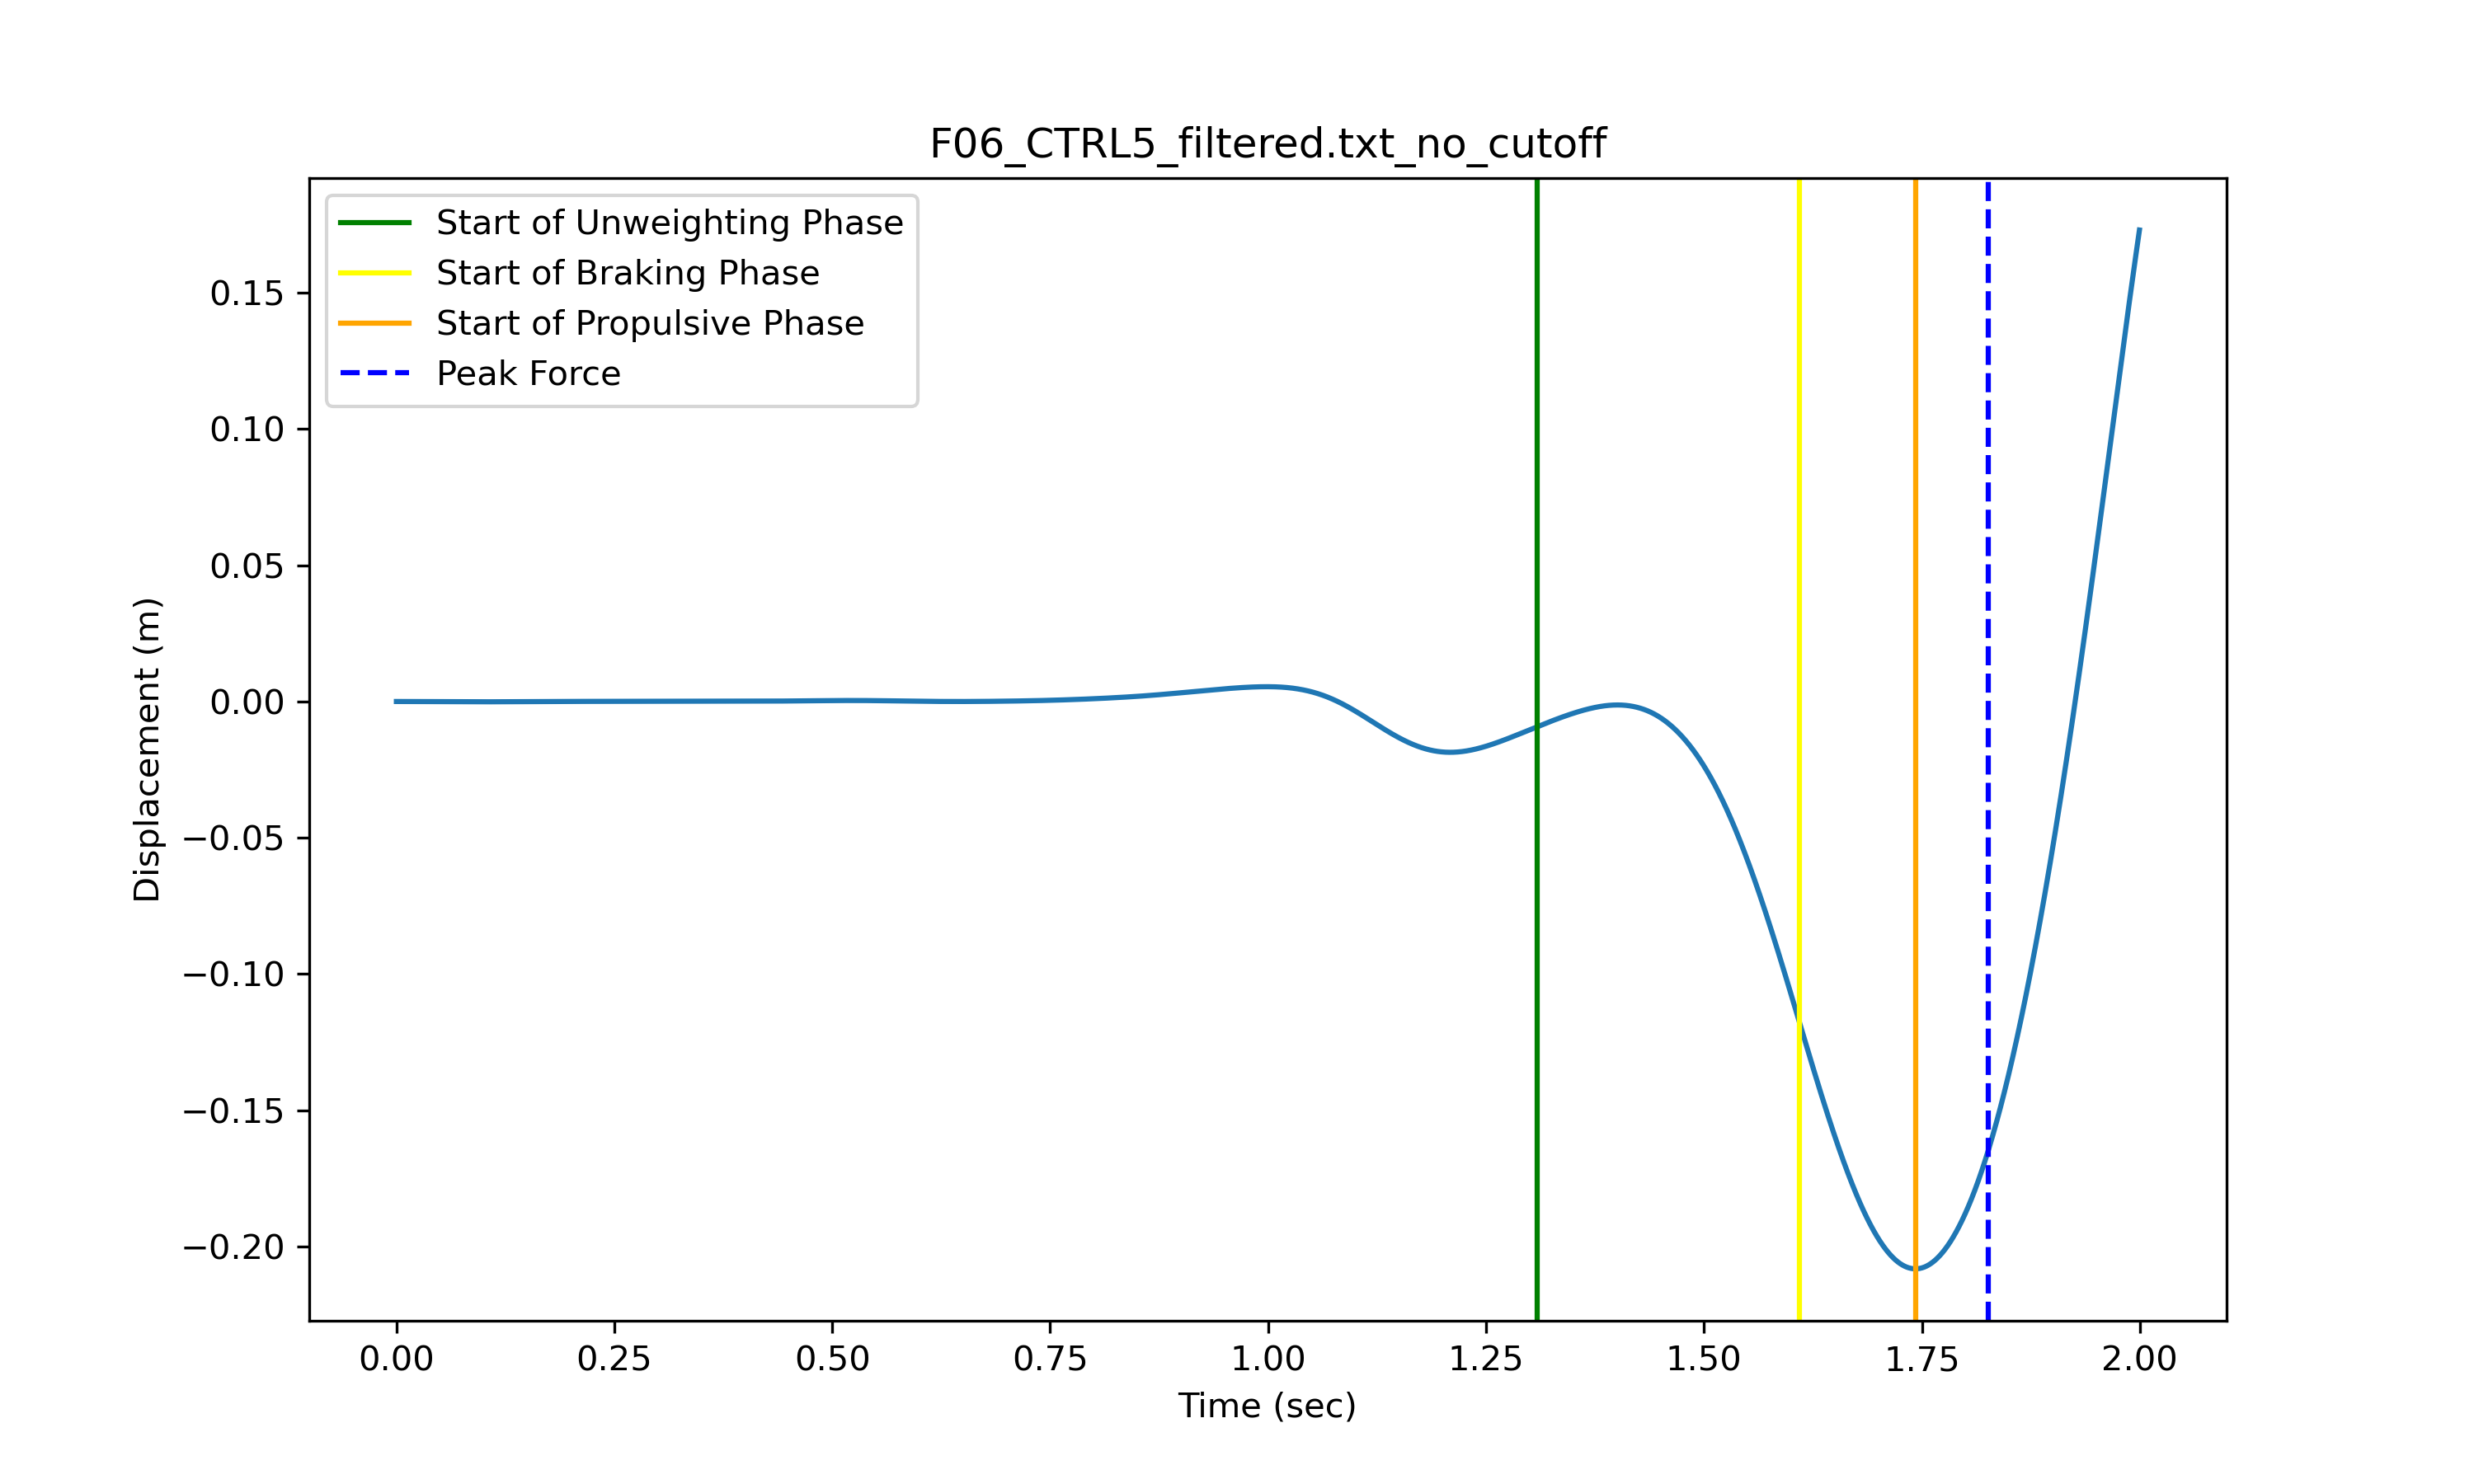 F06_CTRL5_filtered.txt_no_cutoff
Start of Unweighting Phase
Start of Braking Phase
Start of Propulsive Phase
Peak Force
Displacement (m)
0.15
0.10
0.05
0.00
−0.05
−0.10
−0.15
−0.20
0.00 0.25 0.50 0.75 1.00 1.25 1.50 1.75 2.00
Time (sec)